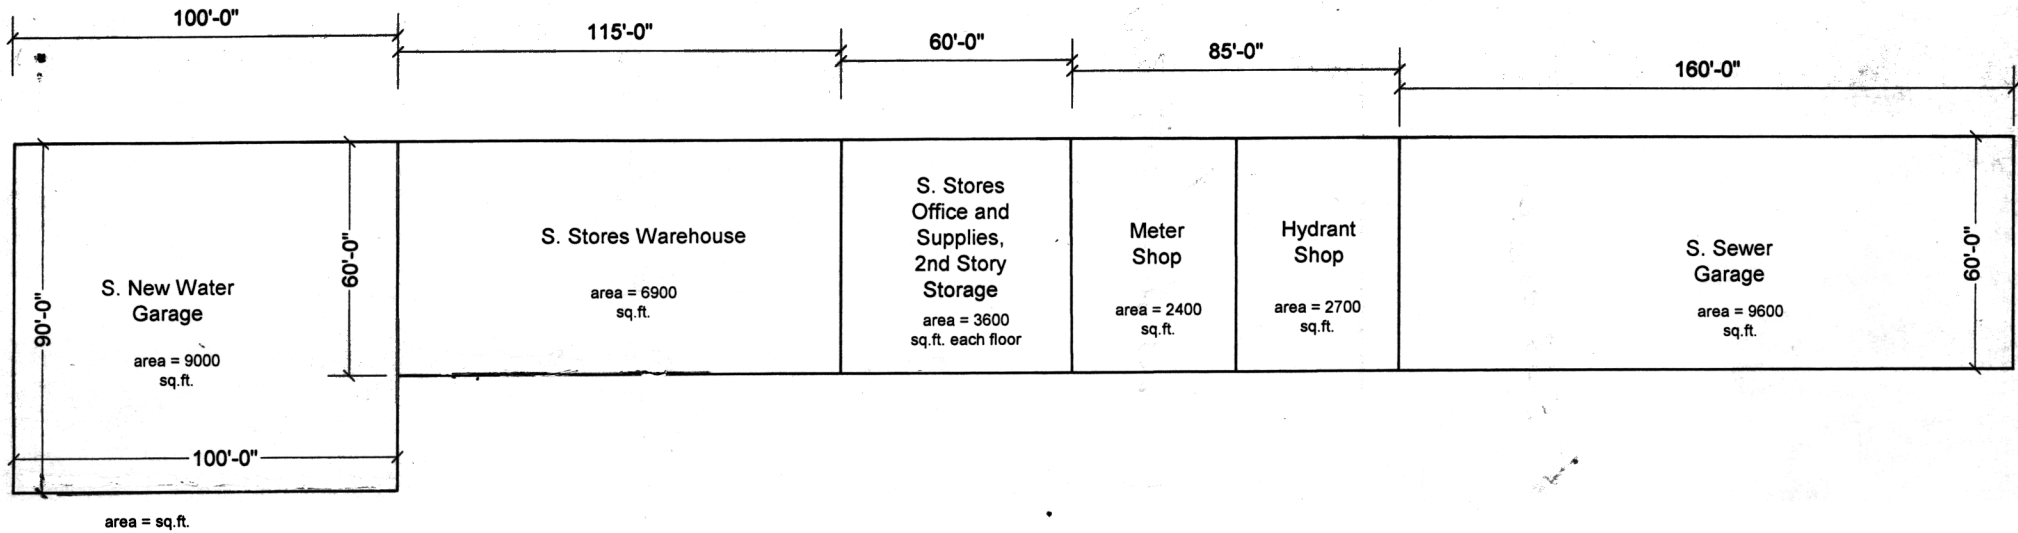 100'-0"
115'-0"
60'-0"
85'-0"
160'-0"
90'-0"
S. New Water
Garage
area = 9000
sq.ft.
60'-0"
100'-0"
area = sq.ft.
S. Stores Warehouse
area = 6900
sq.ft.
S. Stores
Office and
Supplies,
2nd Story
Storage
area = 3600
sq.ft. each floor
Meter
Shop
area = 2400
sq.ft.
Hydrant
Shop
area = 2700
sq.ft.
S. Sewer
Garage
area = 9600
sq.ft.
60'-0"